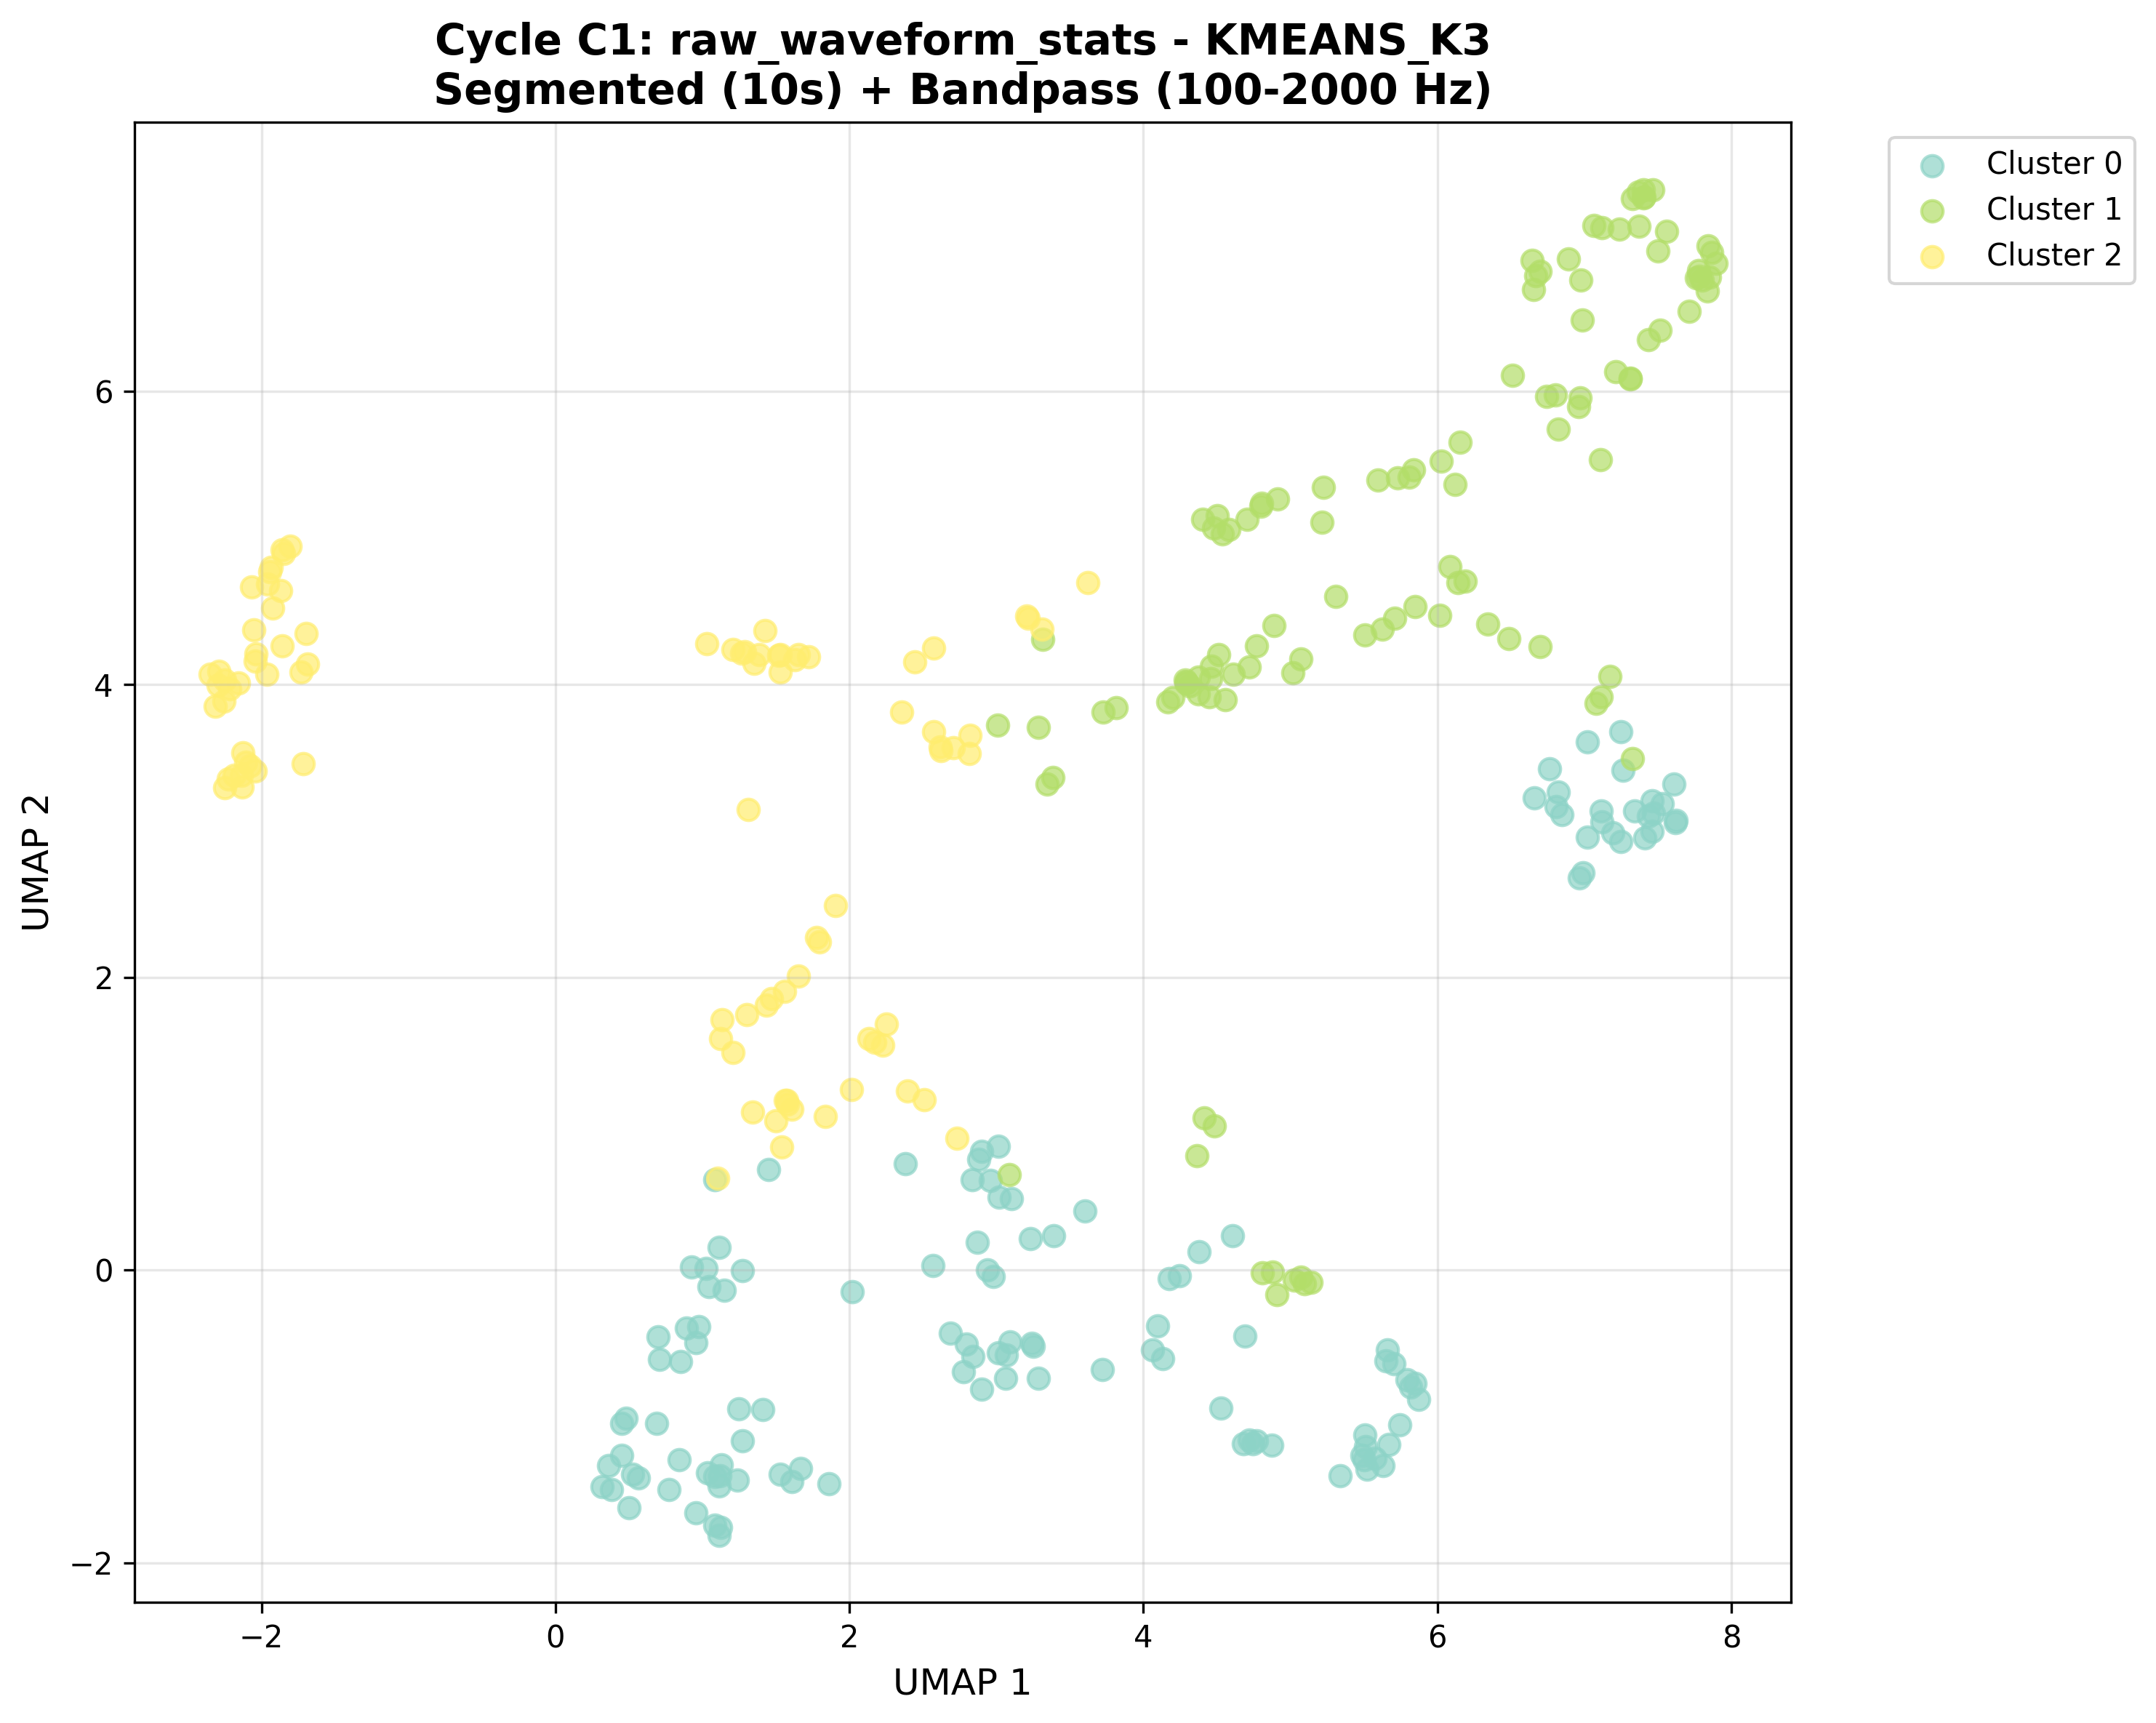 Cycle C1: raw_waveform_stats - KMEANS_K3
Segmented (10s) + Bandpass (100-2000 Hz)
Cluster 0
Cluster 1
Cluster 2
6
4
2
0
−2
UMAP 2
−2
0
2
4
6
8
UMAP 1